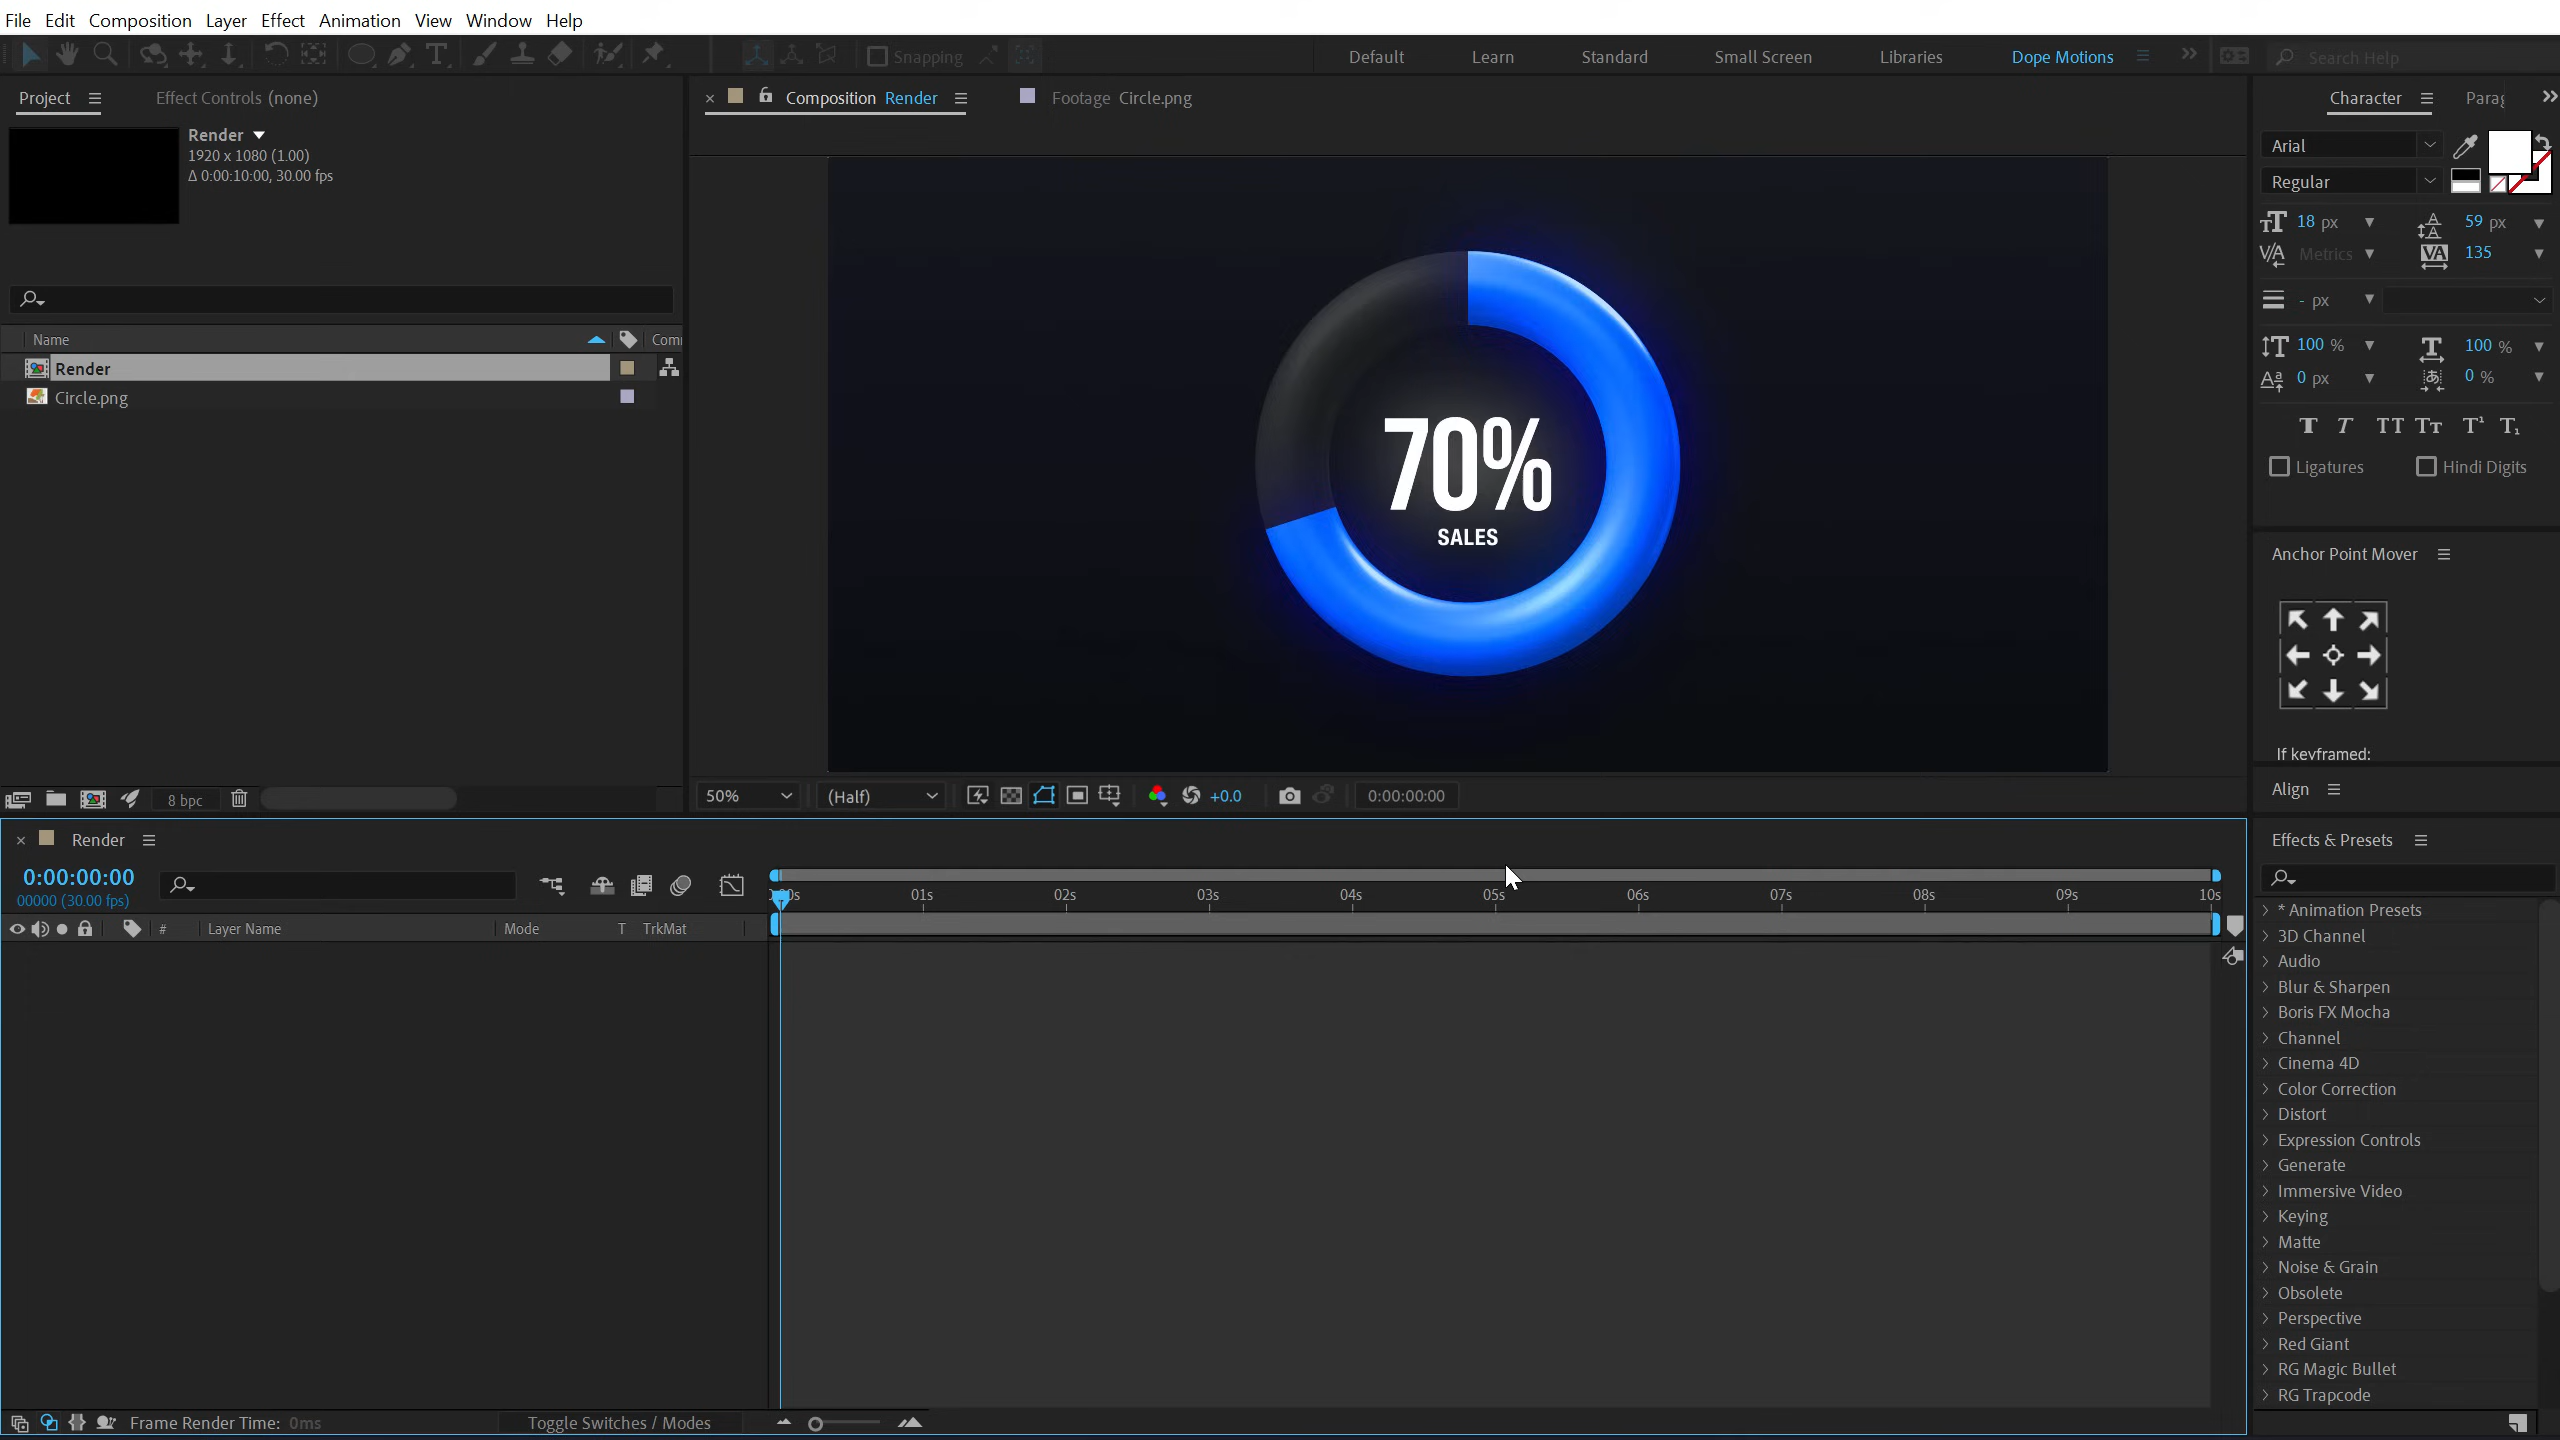 File Edit Composition Layer Effect Animation View Window Help
Snapping Default Learn Standard Small Screen Libraries Dope Motions Search Help
Project Effect Controls (none)
Render
1920 x 1080 (1.00)
Δ 0:00:10:00, 30.00 fps
Name Comm
Render
Circle.png
8 bpc
Composition Render Footage Circle.png
70%
SALES
50% (Half) +0.0 0:00:00:00
Character Parag
Arial
Regular
18 px 59 px
Metrics 135
- px
100 % 100 %
0 px 0 %
Ligatures Hindi Digits
Anchor Point Mover
If keyframed:
Align
Render
0:00:00:00
00000 (30.00 fps)
# Layer Name Mode T TrkMat
:00s 01s 02s 03s 04s 05s 06s 07s 08s 09s 10s
Frame Render Time: 0ms Toggle Switches / Modes
Effects & Presets
* Animation Presets
3D Channel
Audio
Blur & Sharpen
Boris FX Mocha
Channel
Cinema 4D
Color Correction
Distort
Expression Controls
Generate
Immersive Video
Keying
Matte
Noise & Grain
Obsolete
Perspective
Red Giant
RG Magic Bullet
RG Trapcode